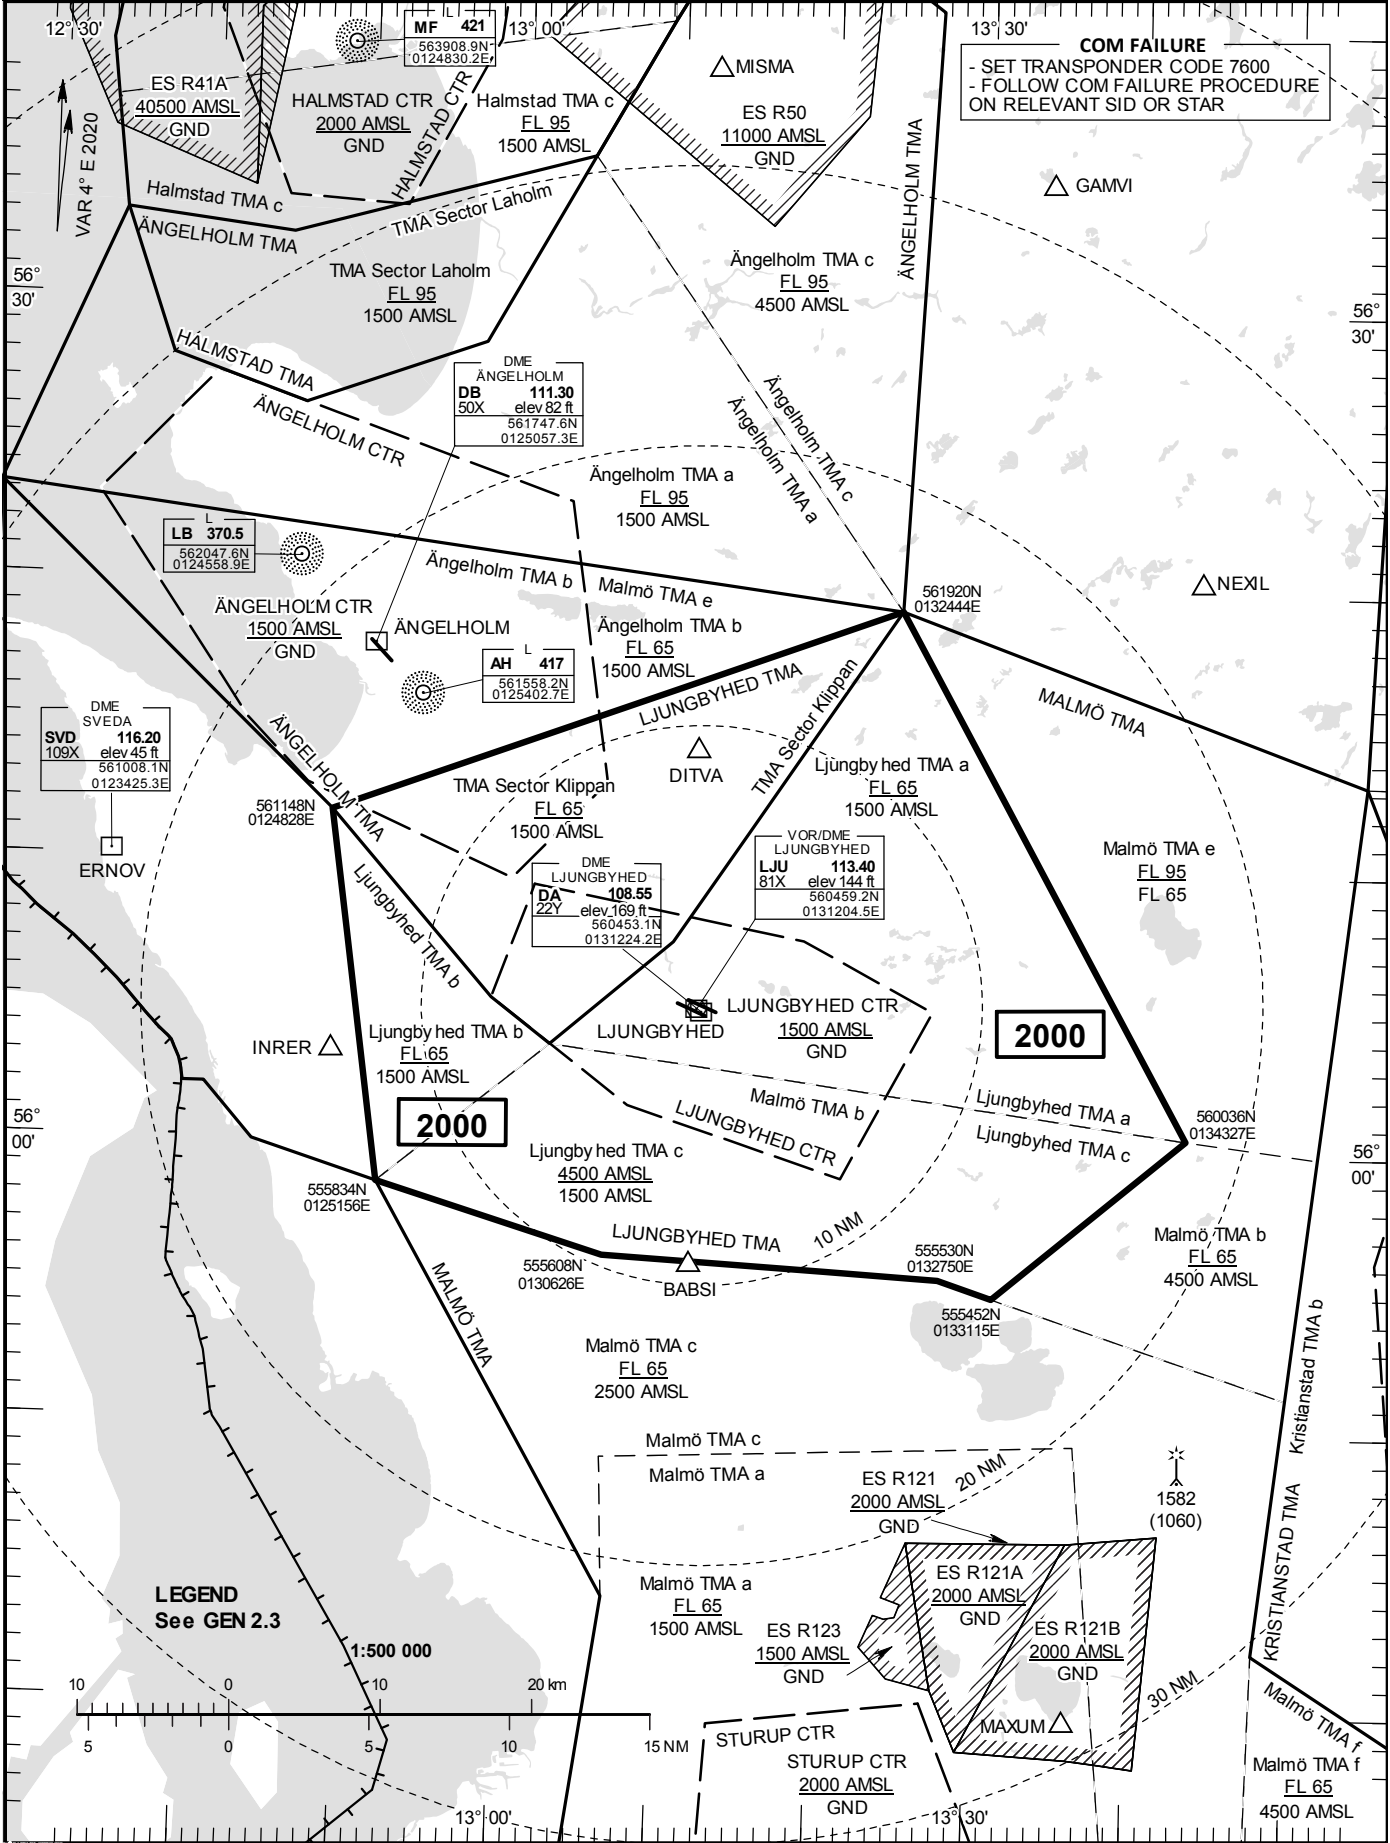 12° 30'
L
MF 421
563908.9N
0124830.2E
13° 00'
13° 30'
COM FAILURE
- SET TRANSPONDER CODE 7600
- FOLLOW COM FAILURE PROCEDURE
ON RELEVANT SID OR STAR
VAR 4° E 2020
ES R41A
40500 AMSL
GND
HALMSTAD CTR
2000 AMSL
GND
HALMSTAD CTR
Halmstad TMA c
FL 95
1500 AMSL
MISMA
ES R50
11000 AMSL
GND
GAMVI
ÄNGELHOLM TMA
Halmstad TMA c
ÄNGELHOLM TMA
TMA Sector Laholm
TMA Sector Laholm
FL 95
1500 AMSL
Ängelholm TMA c
FL 95
4500 AMSL
56°
30'
56°
30'
HALMSTAD TMA
ÄNGELHOLM CTR
DME
ÄNGELHOLM
DB 111.30
50X elev 82 ft
561747.6N
0125057.3E
Ängelholm TMA c
Ängelholm TMA a
Ängelholm TMA a
FL 95
1500 AMSL
L
LB 370.5
562047.6N
0124558.9E
Ängelholm TMA b
Malmö TMA e
561920N
0132444E
NEXIL
ÄNGELHOLM CTR
1500 AMSL
GND
ÄNGELHOLM
Ängelholm TMA b
FL 65
1500 AMSL
L
AH 417
561558.2N
0125402.7E
LJUNGBYHED TMA
TMA Sector Klippan
MALMÖ TMA
DME
SVEDA
SVD 116.20
109X elev 45 ft
561008.1N
0123425.3E
ERNOV
ÄNGELHOLM TMA
561148N
0124828E
DITVA
TMA Sector Klippan
FL 65
1500 AMSL
Ljungbyhed TMA a
FL 65
1500 AMSL
Malmö TMA e
FL 95
FL 65
DME
LJUNGBYHED
DA 108.55
22Y elev 169 ft
560453.1N
0131224.2E
VOR/DME
LJUNGBYHED
LJU 113.40
81X elev 144 ft
560459.2N
0131204.5E
Ljungbyhed TMA b
LJUNGBYHED
LJUNGBYHED CTR
1500 AMSL
GND
2000
INRER
Ljungbyhed TMA b
FL 65
1500 AMSL
2000
Malmö TMA b
LJUNGBYHED CTR
Ljungbyhed TMA a
Ljungbyhed TMA c
560036N
0134327E
56°
00'
56°
00'
Ljungbyhed TMA c
4500 AMSL
1500 AMSL
555834N
0125156E
LJUNGBYHED TMA
10 NM
555608N
0130626E
BABSI
555530N
0132750E
555452N
0133115E
Malmö TMA b
FL 65
4500 AMSL
MALMÖ TMA
Malmö TMA c
FL 65
2500 AMSL
Kristianstad TMA b
KRISTIANSTAD TMA
Malmö TMA c
Malmö TMA a
20 NM
ES R121
2000 AMSL
GND
1582
(1060)
ES R121A
2000 AMSL
GND
Malmö TMA a
FL 65
1500 AMSL
ES R123
1500 AMSL
GND
ES R121B
2000 AMSL
GND
LEGEND
See GEN 2.3
1:500 000
10 0 10 20 km
5 0 5 10 15 NM
30 NM
MAXUM
STURUP CTR
STURUP CTR
2000 AMSL
GND
Malmö TMA f
Malmö TMA f
FL 65
4500 AMSL
13° 00'
13° 30'